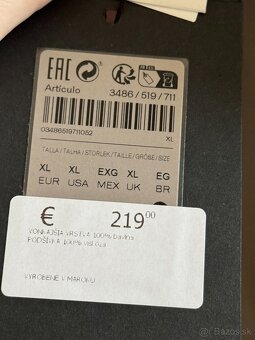 EAC
Artículo 3486/519/711
03486519711052 XL
TALLA/TALHA/STORLEK/TAILLE/GRÖßE/SIZE
XL XL EXG XL EG
EUR USA MEX UK BR
€ 219,00
VONKAJŠIA VRSTVA 100% bavlna
PODŠÍVKA 100% viskóza
VYROBENÉ V MAROKU
Bazos.sk